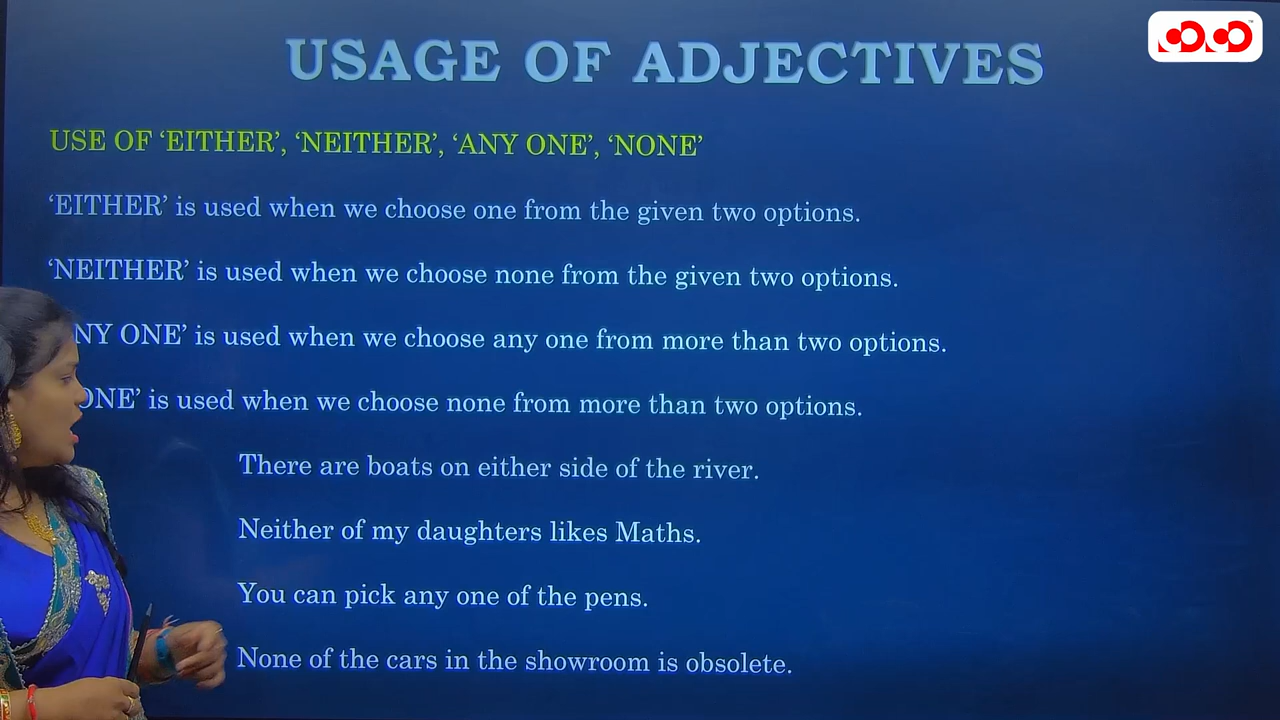 USAGE OF ADJECTIVES
USE OF ‘EITHER’, ‘NEITHER’, ‘ANY ONE’, ‘NONE’
‘EITHER’ is used when we choose one from the given two options.
‘NEITHER’ is used when we choose none from the given two options.
NY ONE’ is used when we choose any one from more than two options.
ONE’ is used when we choose none from more than two options.
There are boats on either side of the river.
Neither of my daughters likes Maths.
You can pick any one of the pens.
None of the cars in the showroom is obsolete.